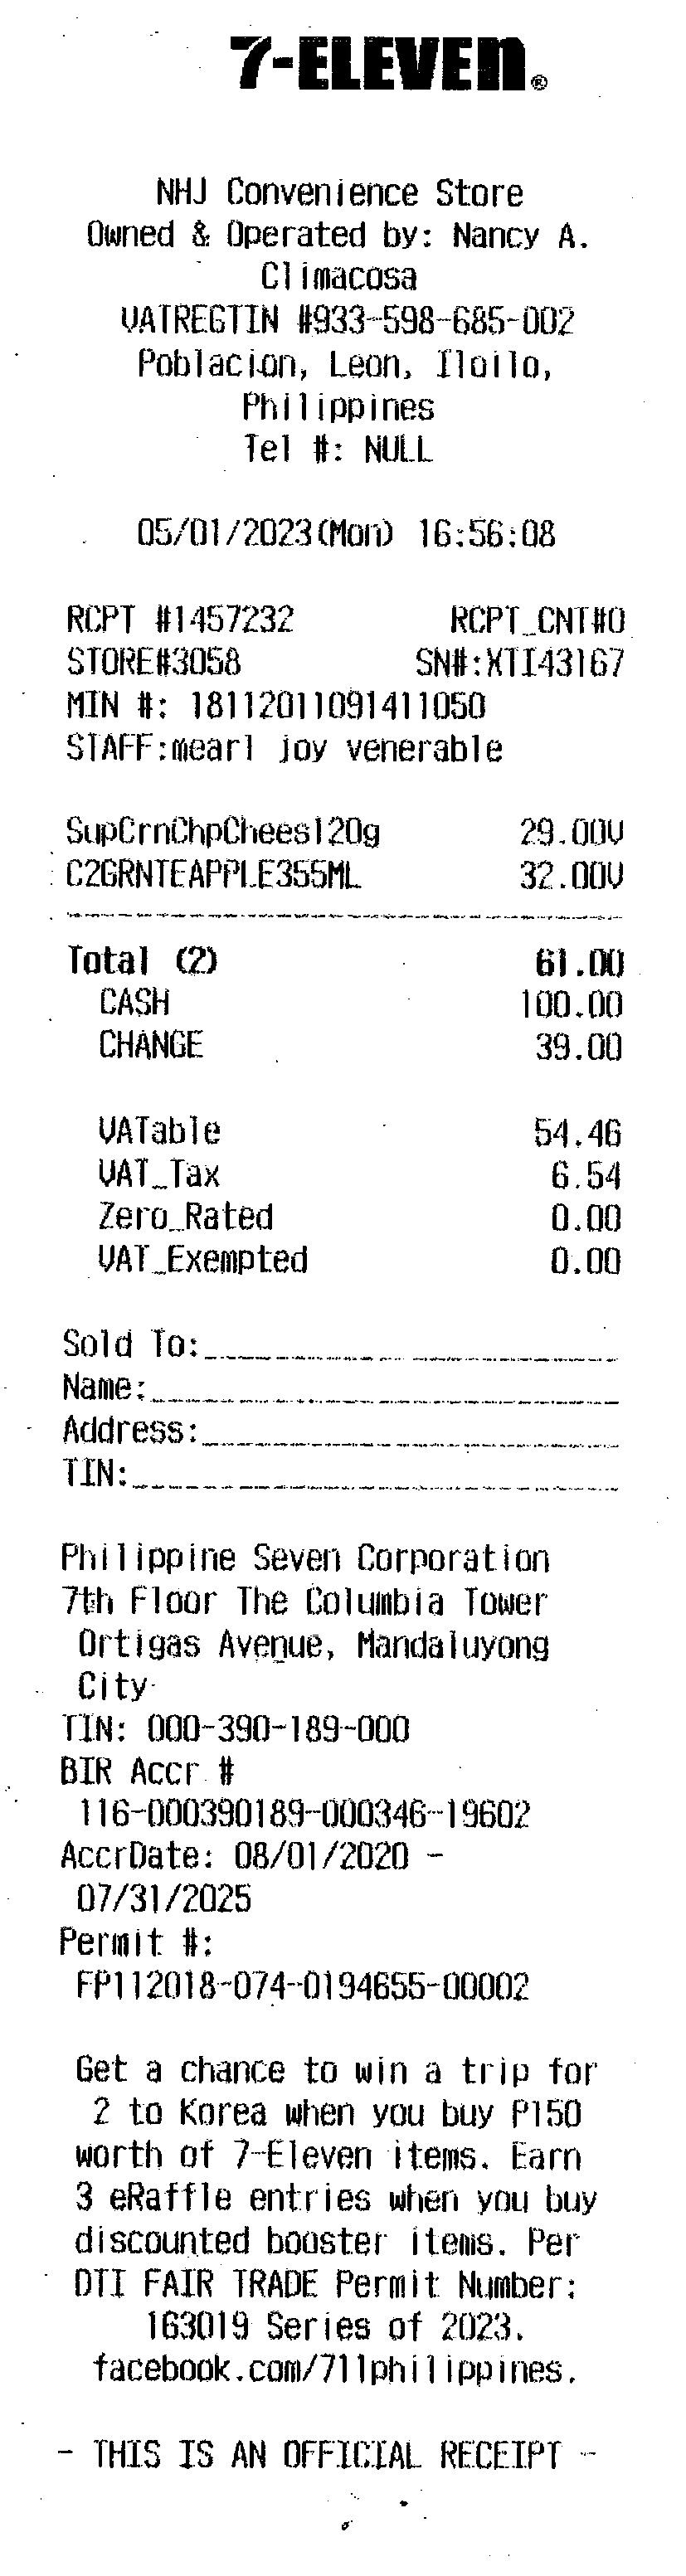 7-ELEVEn®
NHJ Convenience Store
Owned & Operated by: Nancy A.
Climacosa
VATREGTIN #933-598-685-002
Poblacion, Leon, Iloilo,
Philippines
Tel #: NULL
05/01/2023(Mon) 16:56:08
RCPT #1457232 RCPT_CNT#0
STORE#3058 SN#:XTI43167
MIN #: 18112011091411050
STAFF:mearl joy venerable
SupCrnChpChees120g 29.00V
C2GRNTEAPPLE355ML 32.00V
Total (2) 61.00
CASH 100.00
CHANGE 39.00
VATable 54.46
VAT_Tax 6.54
Zero_Rated 0.00
VAT_Exempted 0.00
Sold To:
Name:
Address:
TIN:
Philippine Seven Corporation
7th Floor The Columbia Tower
Ortigas Avenue, Mandaluyong
City
TIN: 000-390-189-000
BIR Accr #
116-000390189-000346-19602
AccrDate: 08/01/2020 -
07/31/2025
Permit #:
FP112018-074-0194655-00002
Get a chance to win a trip for
2 to Korea when you buy P150
worth of 7-Eleven items. Earn
3 eRaffle entries when you buy
discounted booster items. Per
DTI FAIR TRADE Permit Number:
163019 Series of 2023.
facebook.com/711philippines.
- THIS IS AN OFFICIAL RECEIPT -